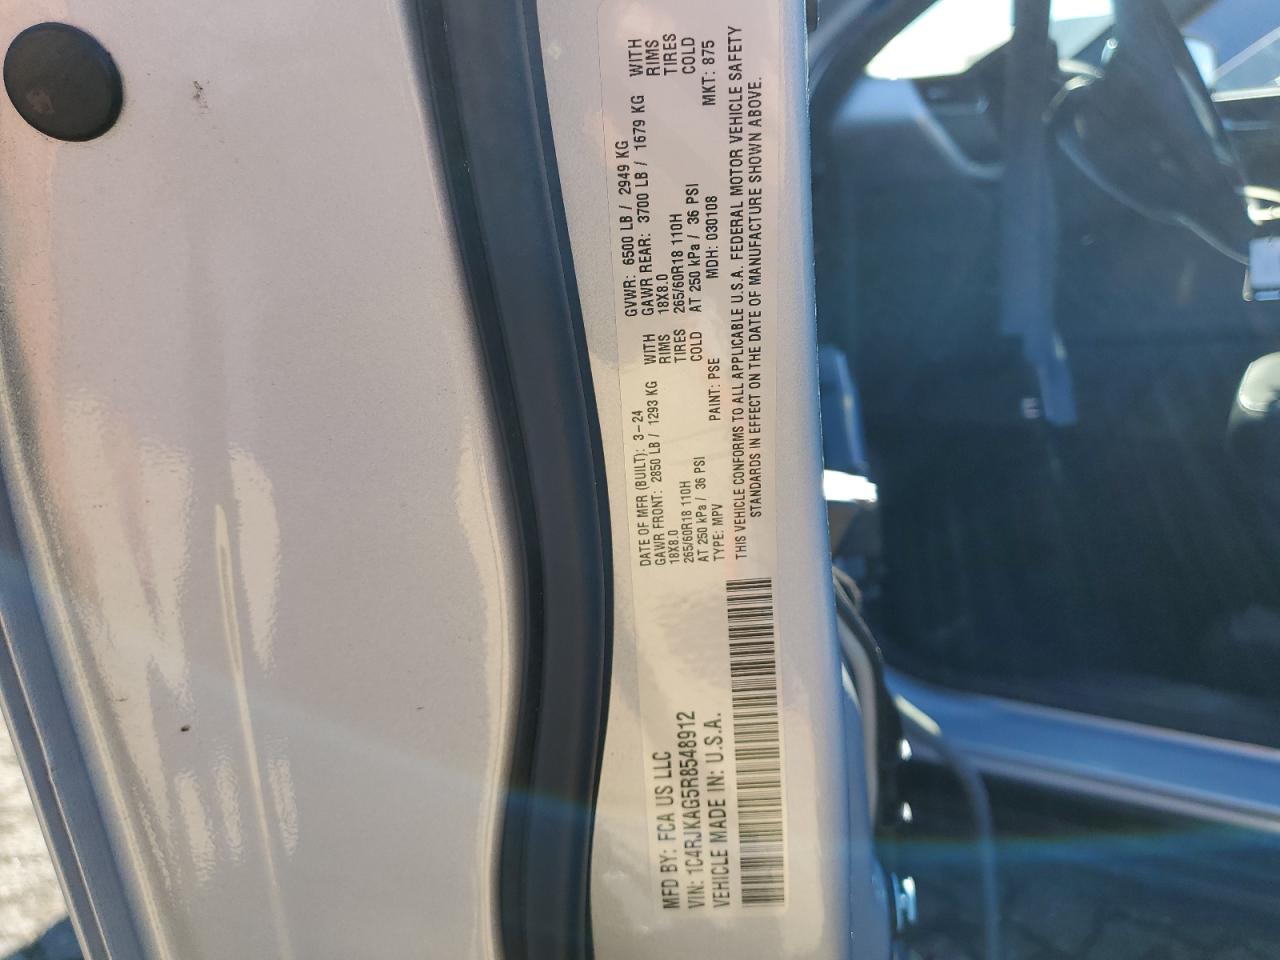 MFD BY: FCA US LLC
VIN: 1C4RJKAG5R8548912
VEHICLE MADE IN: U.S.A.
DATE OF MFR (BUILT): 3-24 GVWR: 6500 LB / 2949 KG
GAWR FRONT: 2850 LB / 1293 KG WITH GAWR REAR: 3700 LB / 1679 KG WITH
18X8.0 RIMS 18X8.0 RIMS
265/60R18 110H TIRES 265/60R18 110H TIRES
AT 250 kPa / 36 PSI COLD AT 250 kPa / 36 PSI COLD
TYPE: MPV PAINT: PSE MDH: 030108 MKT: 875
THIS VEHICLE CONFORMS TO ALL APPLICABLE U.S.A. FEDERAL MOTOR VEHICLE SAFETY
STANDARDS IN EFFECT ON THE DATE OF MANUFACTURE SHOWN ABOVE.